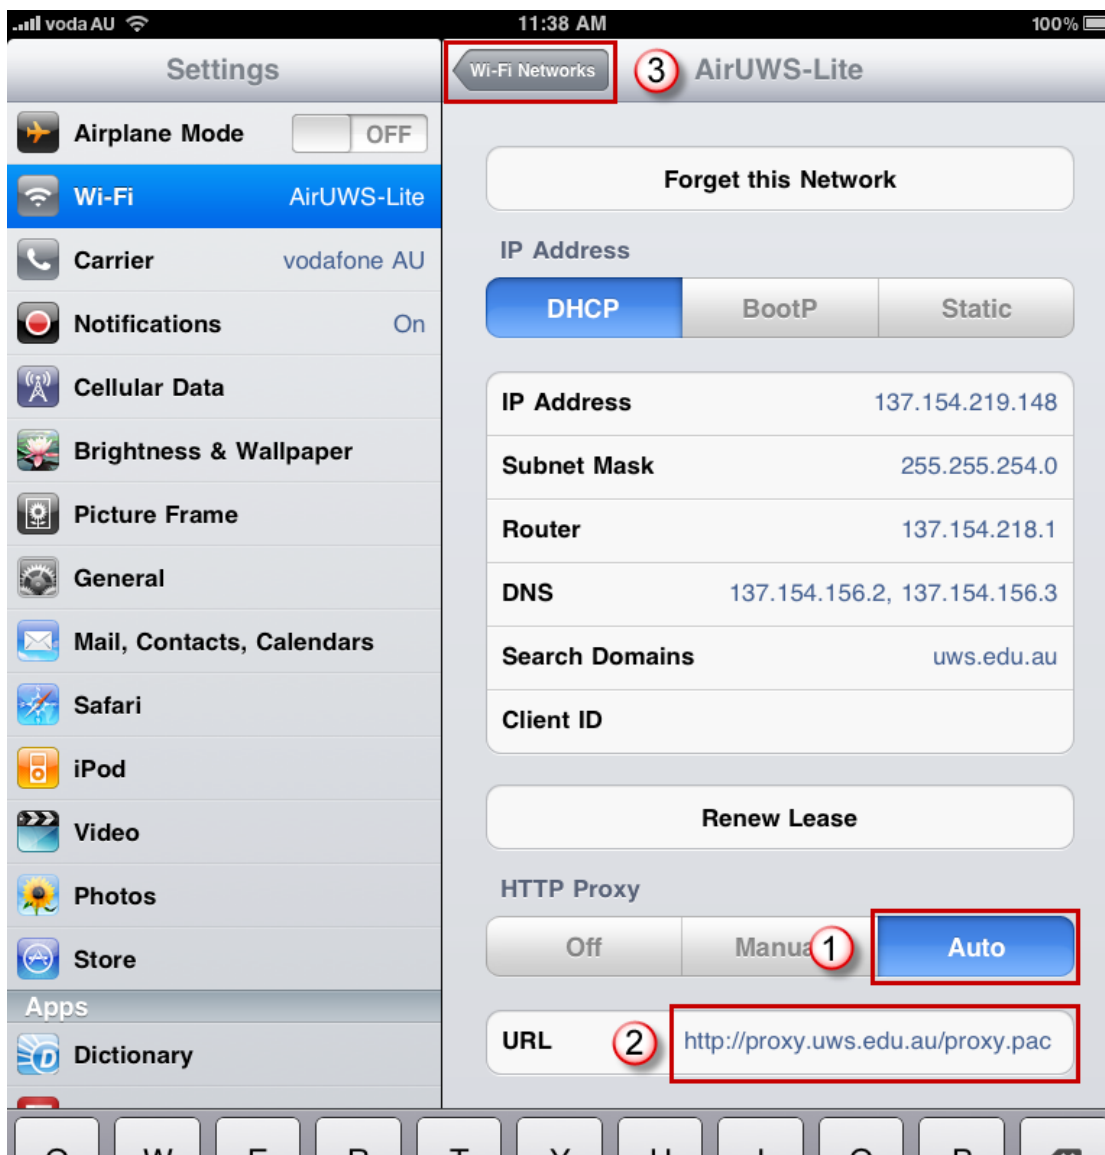 voda AU 11:38 AM 100%
Settings
Airplane Mode OFF
Wi-Fi AirUWS-Lite
Carrier vodafone AU
Notifications On
Cellular Data
Brightness & Wallpaper
Picture Frame
General
Mail, Contacts, Calendars
Safari
iPod
Video
Photos
Store
Apps
Dictionary
Wi-Fi Networks 3 AirUWS-Lite
Forget this Network
IP Address
DHCP BootP Static
IP Address 137.154.219.148
Subnet Mask 255.255.254.0
Router 137.154.218.1
DNS 137.154.156.2, 137.154.156.3
Search Domains uws.edu.au
Client ID
Renew Lease
HTTP Proxy
Off Manua 1 Auto
URL 2 http://proxy.uws.edu.au/proxy.pac